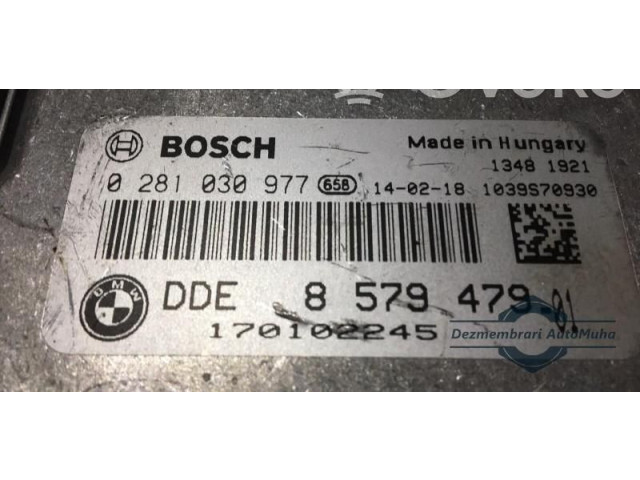 BOSCH
Made in Hungary
1348 1921
0 281 030 977 658 14-02-18 1039S70930
BMW
DDE 8 579 479 01
170102245
Dezmembrari AutoMuha